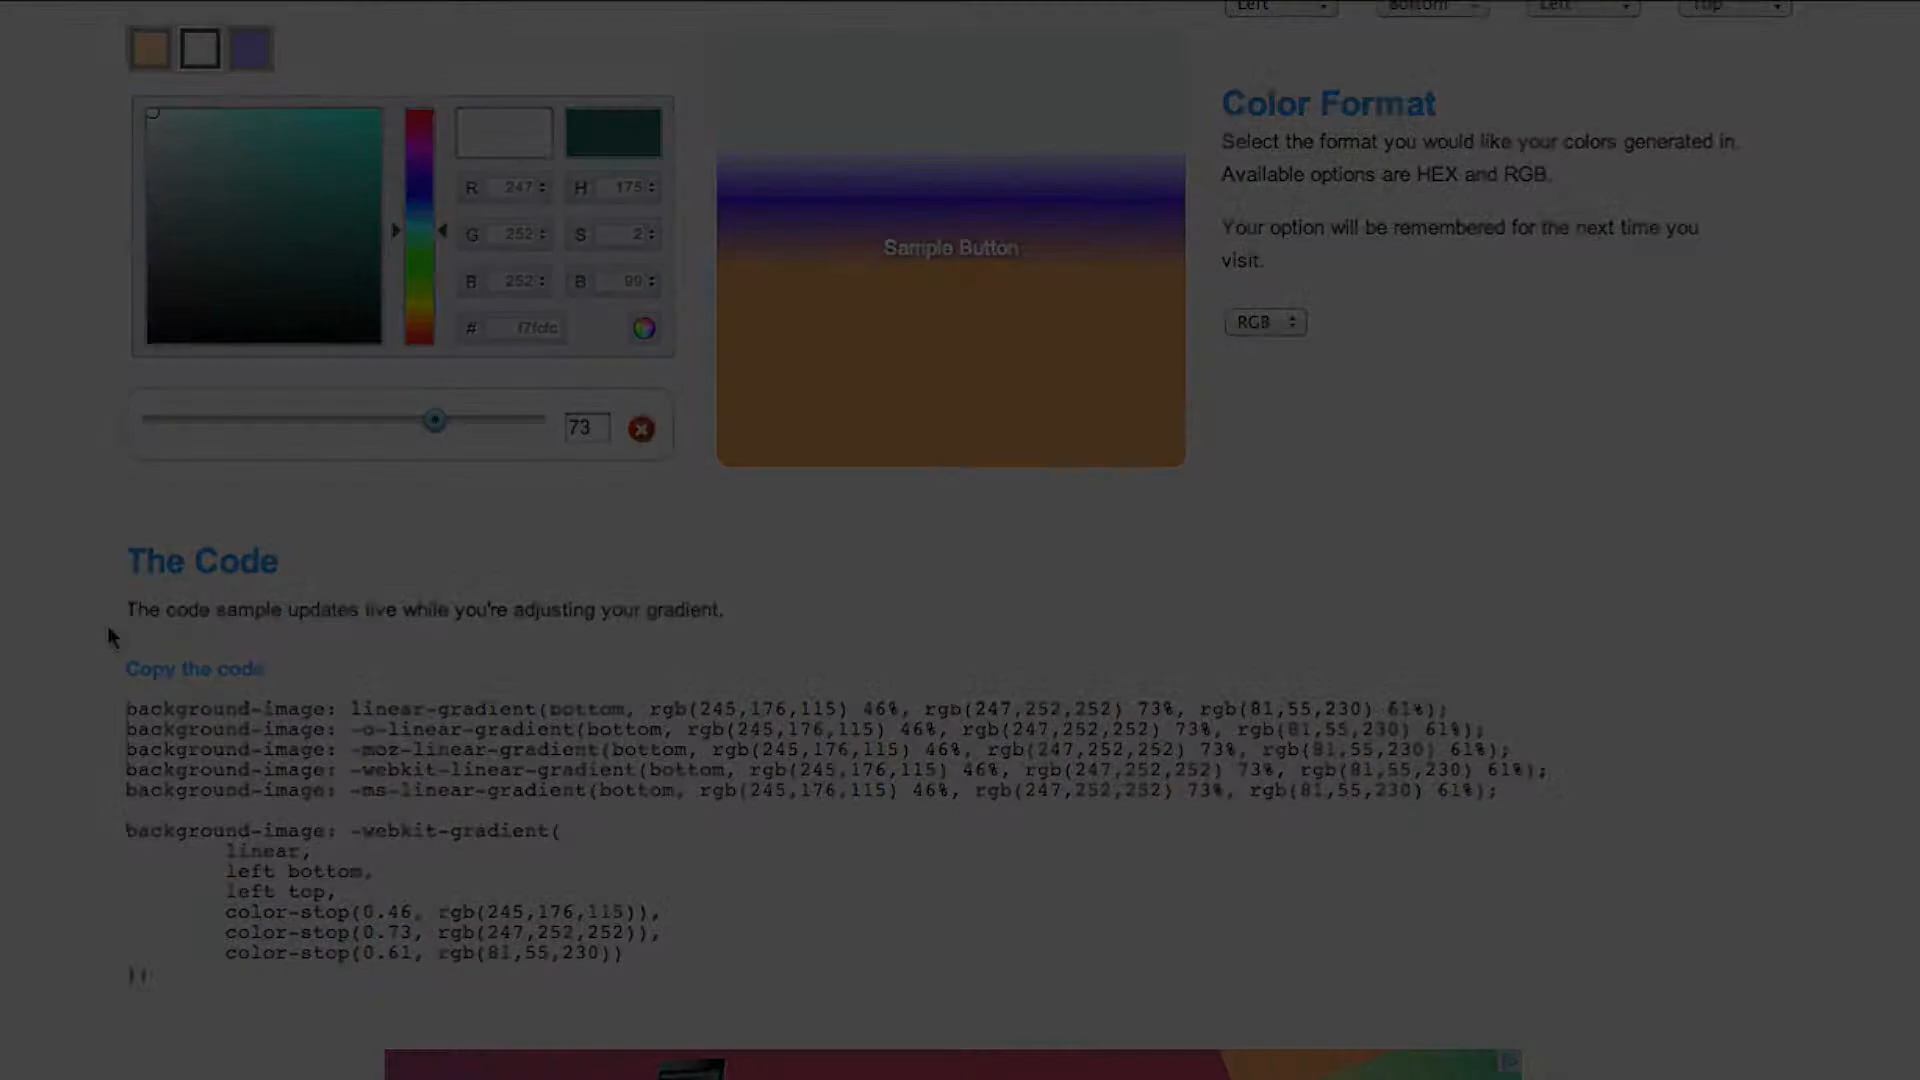 Left
Bottom
Left
Top
R 247
H 175
G 252
S 2
B 252
B 99
# f7fcfc
73
Sample Button
Color Format
Select the format you would like your colors generated in.
Available options are HEX and RGB.
Your option will be remembered for the next time you
visit.
RGB
The Code
The code sample updates live while you're adjusting your gradient.
Copy the code
background-image: linear-gradient(bottom, rgb(245,176,115) 46%, rgb(247,252,252) 73%, rgb(81,55,230) 61%);
background-image: -o-linear-gradient(bottom, rgb(245,176,115) 46%, rgb(247,252,252) 73%, rgb(81,55,230) 61%);
background-image: -moz-linear-gradient(bottom, rgb(245,176,115) 46%, rgb(247,252,252) 73%, rgb(81,55,230) 61%);
background-image: -webkit-linear-gradient(bottom, rgb(245,176,115) 46%, rgb(247,252,252) 73%, rgb(81,55,230) 61%);
background-image: -ms-linear-gradient(bottom, rgb(245,176,115) 46%, rgb(247,252,252) 73%, rgb(81,55,230) 61%);
background-image: -webkit-gradient(
linear,
left bottom,
left top,
color-stop(0.46, rgb(245,176,115)),
color-stop(0.73, rgb(247,252,252)),
color-stop(0.61, rgb(81,55,230))
);